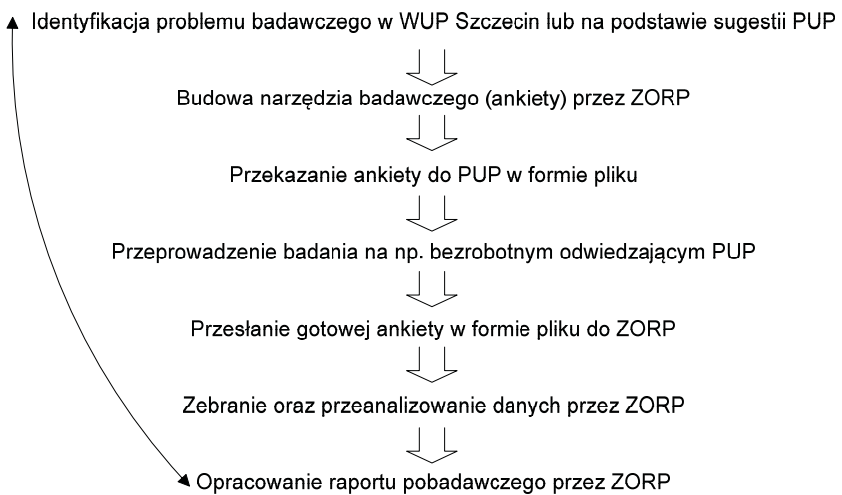 Identyfikacja problemu badawczego w WUP Szczecin lub na podstawie sugestii PUP
Budowa narzędzia badawczego (ankiety) przez ZORP
Przekazanie ankiety do PUP w formie pliku
Przeprowadzenie badania na np. bezrobotnym odwiedzającym PUP
Przesłanie gotowej ankiety w formie pliku do ZORP
Zebranie oraz przeanalizowanie danych przez ZORP
Opracowanie raportu pobadawczego przez ZORP